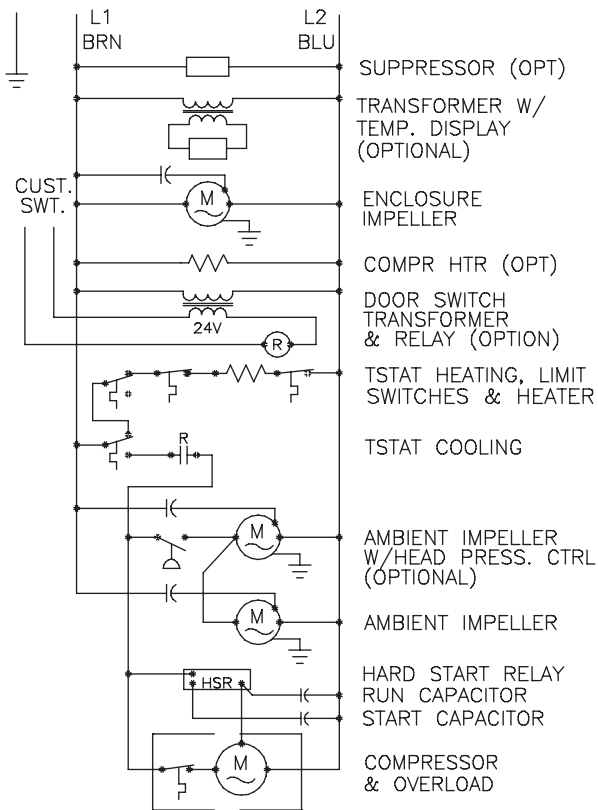 L1 L2
BRN BLU
SUPPRESSOR (OPT)
TRANSFORMER W/
TEMP. DISPLAY
(OPTIONAL)
CUST.
SWT.
M
ENCLOSURE
IMPELLER
COMPR HTR (OPT)
24V
R
DOOR SWITCH
TRANSFORMER
& RELAY (OPTION)
TSTAT HEATING, LIMIT
SWITCHES & HEATER
R
TSTAT COOLING
M
AMBIENT IMPELLER
W/HEAD PRESS. CTRL
(OPTIONAL)
M
AMBIENT IMPELLER
HSR
HARD START RELAY
RUN CAPACITOR
START CAPACITOR
M
COMPRESSOR
& OVERLOAD